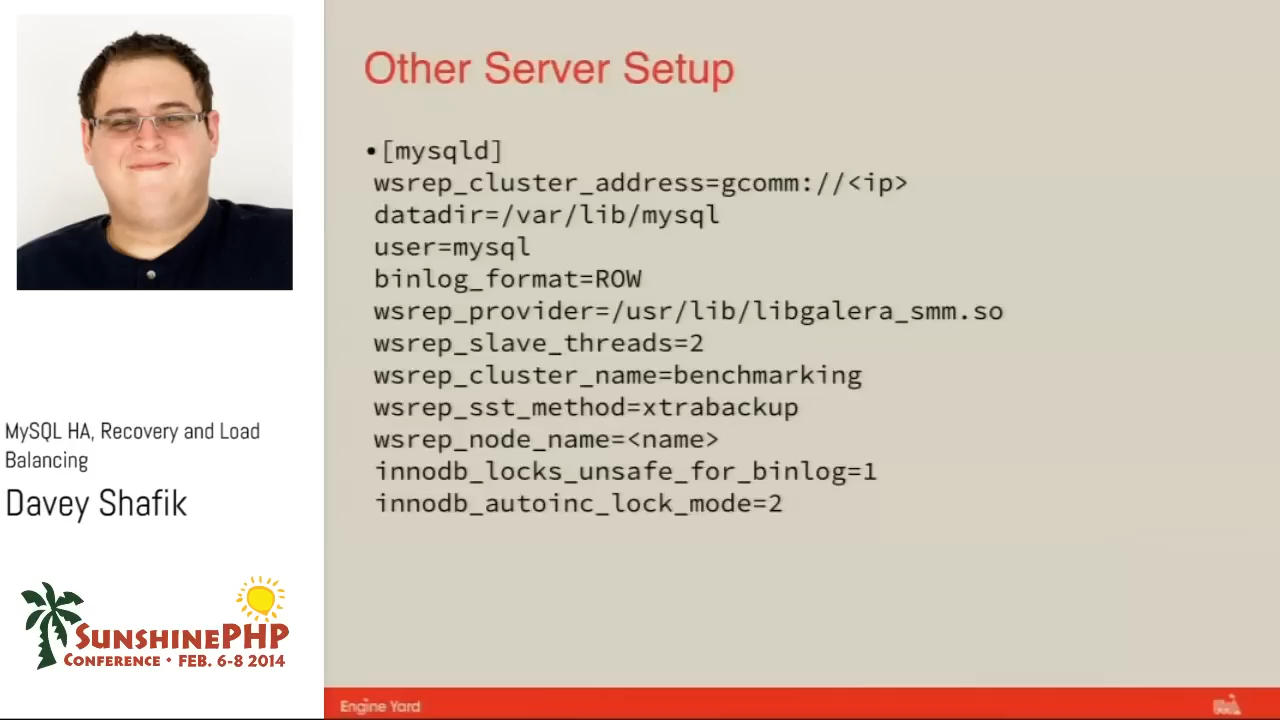 Other Server Setup
•[mysqld]
wsrep_cluster_address=gcomm://<ip>
datadir=/var/lib/mysql
user=mysql
binlog_format=ROW
wsrep_provider=/usr/lib/libgalera_smm.so
wsrep_slave_threads=2
wsrep_cluster_name=benchmarking
wsrep_sst_method=xtrabackup
wsrep_node_name=<name>
innodb_locks_unsafe_for_binlog=1
innodb_autoinc_lock_mode=2
MySQL HA, Recovery and Load
Balancing
Davey Shafik
SUNSHINEPHP
CONFERENCE • FEB. 6-8 2014
Engine Yard